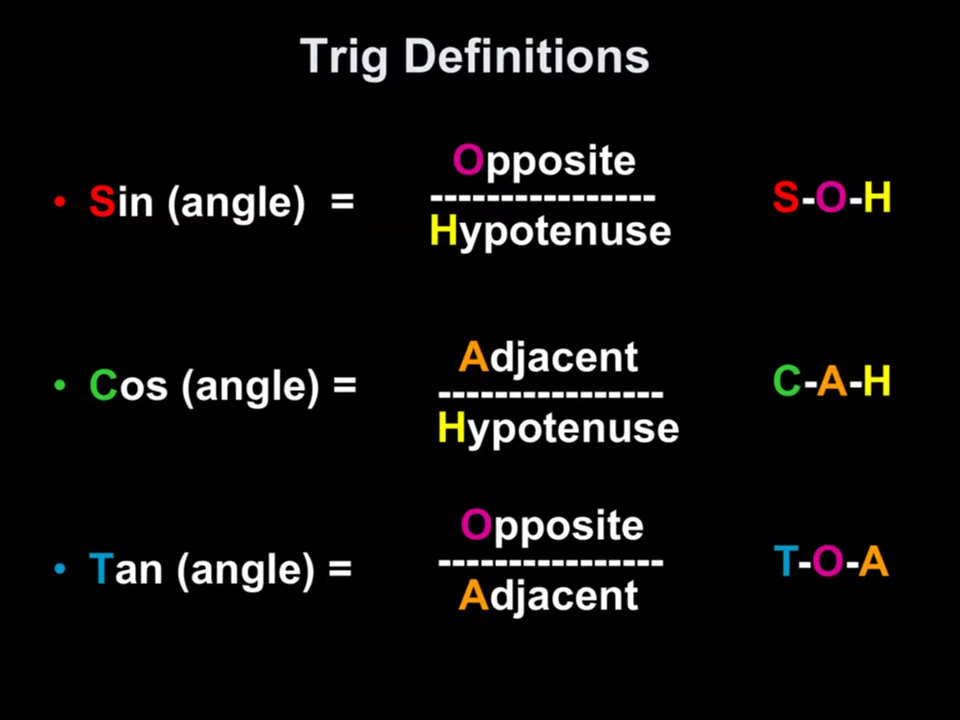 Trig Definitions
• Sin (angle) =
Opposite
----------------
Hypotenuse
S-O-H
• Cos (angle) =
Adjacent
----------------
Hypotenuse
C-A-H
• Tan (angle) =
Opposite
----------------
Adjacent
T-O-A